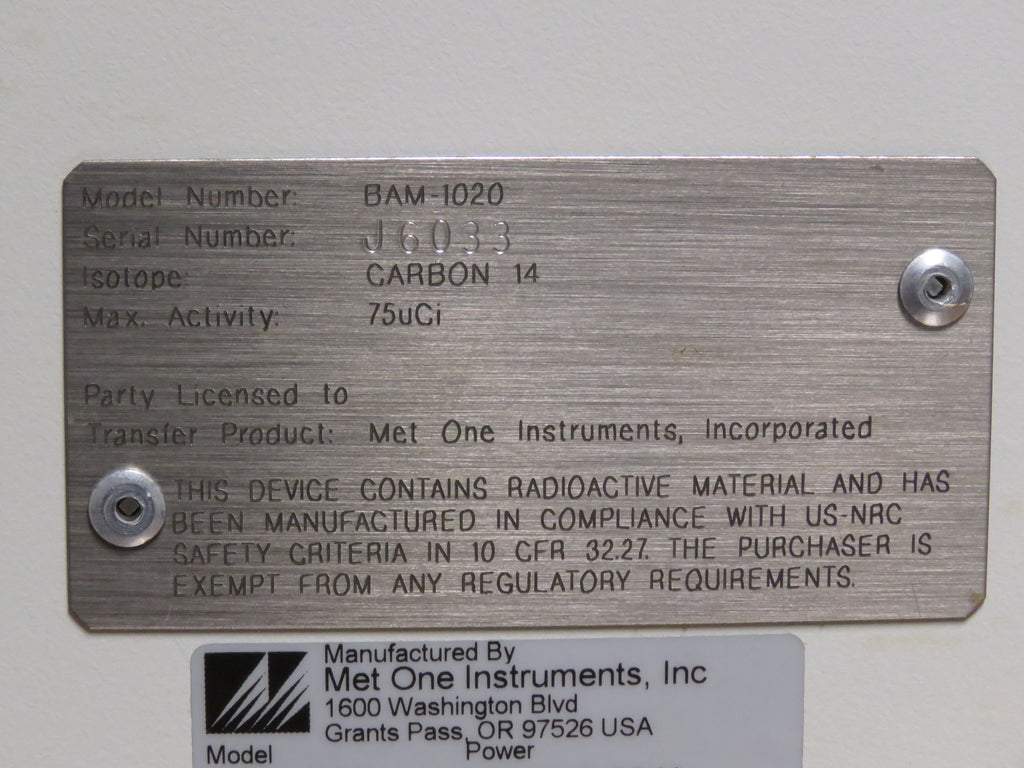 Model Number: BAM-1020
Serial Number: J6033
Isotope: CARBON 14
Max. Activity: 75uCi
Party Licensed to
Transfer Product: Met One Instruments, Incorporated
THIS DEVICE CONTAINS RADIOACTIVE MATERIAL AND HAS
BEEN MANUFACTURED IN COMPLIANCE WITH US-NRC
SAFETY CRITERIA IN 10 CFR 32.27. THE PURCHASER IS
EXEMPT FROM ANY REGULATORY REQUIREMENTS.
Manufactured By
Met One Instruments, Inc
1600 Washington Blvd
Grants Pass, OR 97526 USA
Model Power